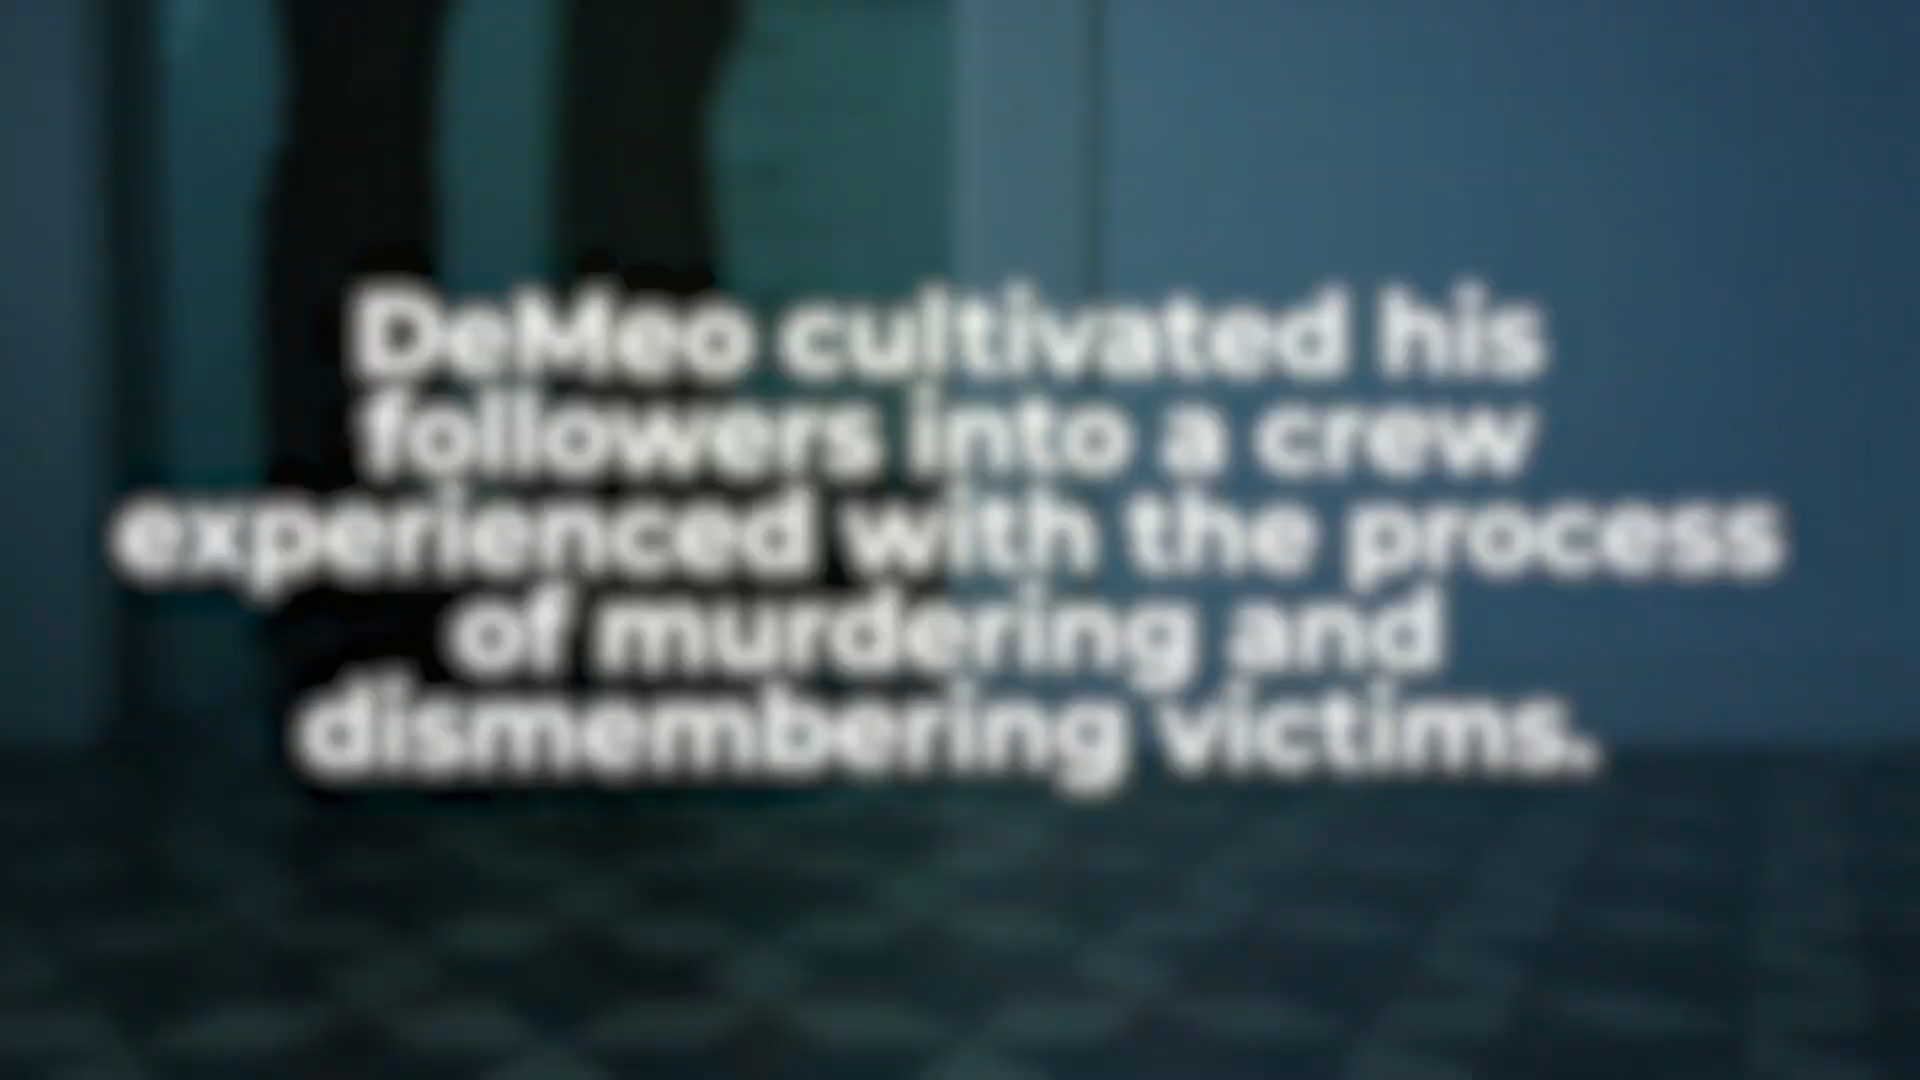 DeMeo cultivated his
followers into a crew
experienced with the process
of murdering and
dismembering victims.